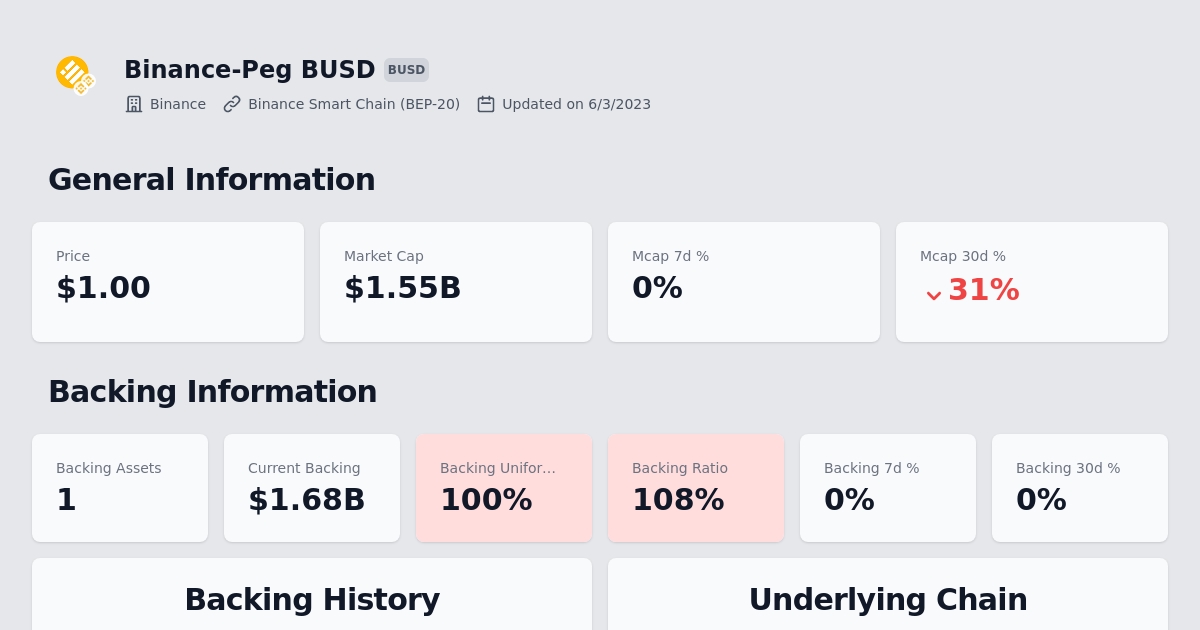 Binance-Peg BUSD BUSD
Binance Binance Smart Chain (BEP-20) Updated on 6/3/2023
General Information
Price
$1.00
Market Cap
$1.55B
Mcap 7d %
0%
Mcap 30d %
31%
Backing Information
Backing Assets
1
Current Backing
$1.68B
Backing Unifor...
100%
Backing Ratio
108%
Backing 7d %
0%
Backing 30d %
0%
Backing History
Underlying Chain